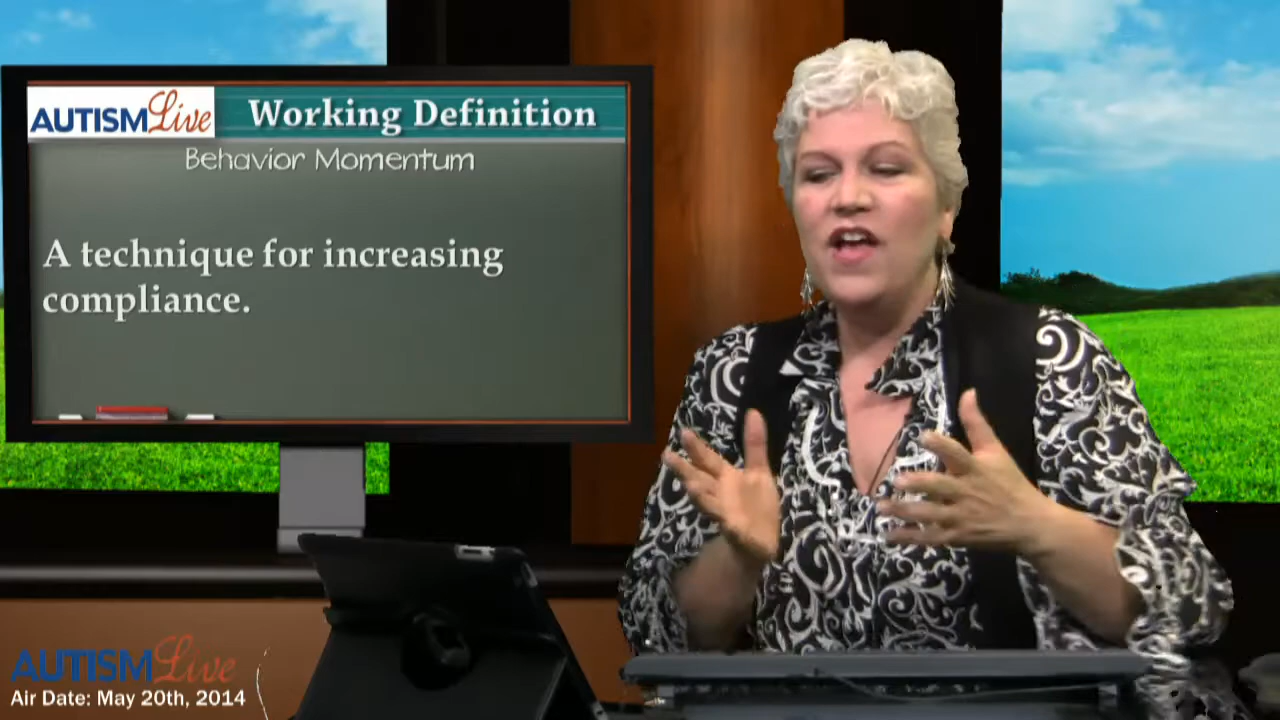 AUTISM Live
Working Definition
Behavior Momentum
A technique for increasing
compliance.
AUTISM Live
Air Date: May 20th, 2014